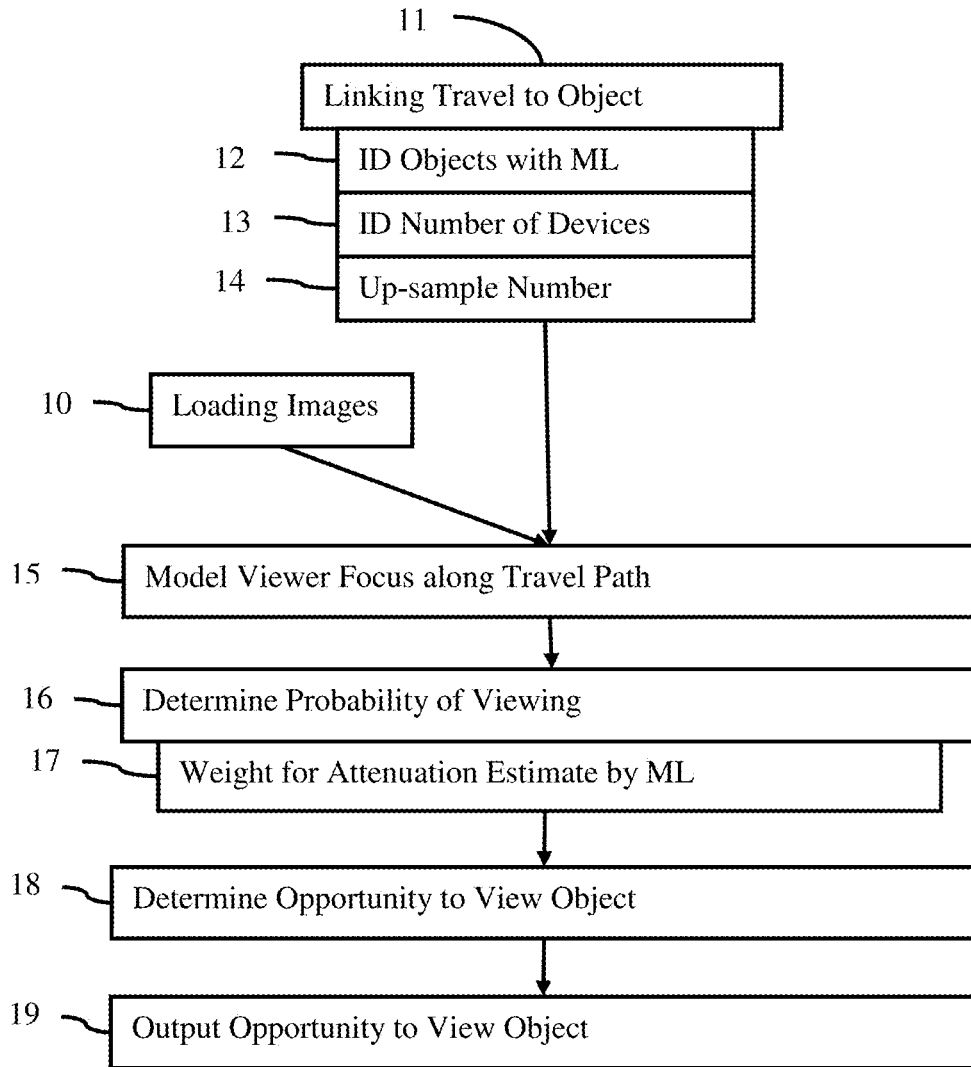 11
Linking Travel to Object
12 ID Objects with ML
13 ID Number of Devices
14 Up-sample Number
10 Loading Images
15 Model Viewer Focus along Travel Path
16 Determine Probability of Viewing
17 Weight for Attenuation Estimate by ML
18 Determine Opportunity to View Object
19 Output Opportunity to View Object